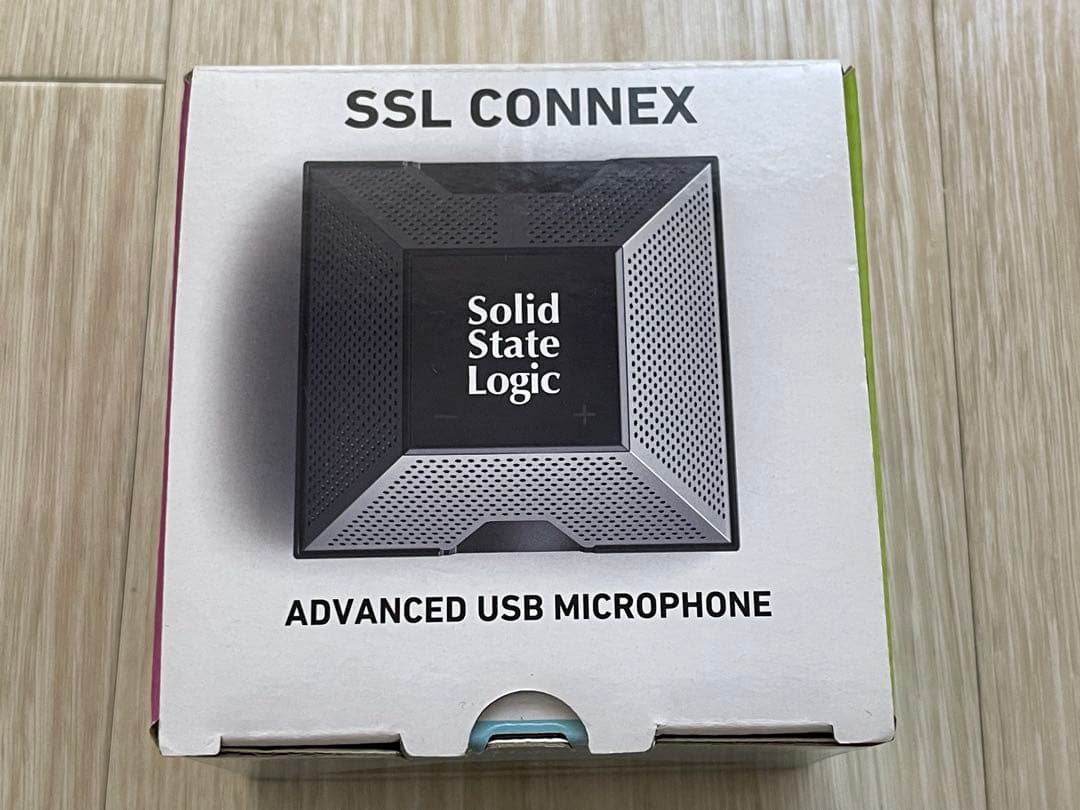 SSL CONNEX
Solid
State
Logic
- +
ADVANCED USB MICROPHONE